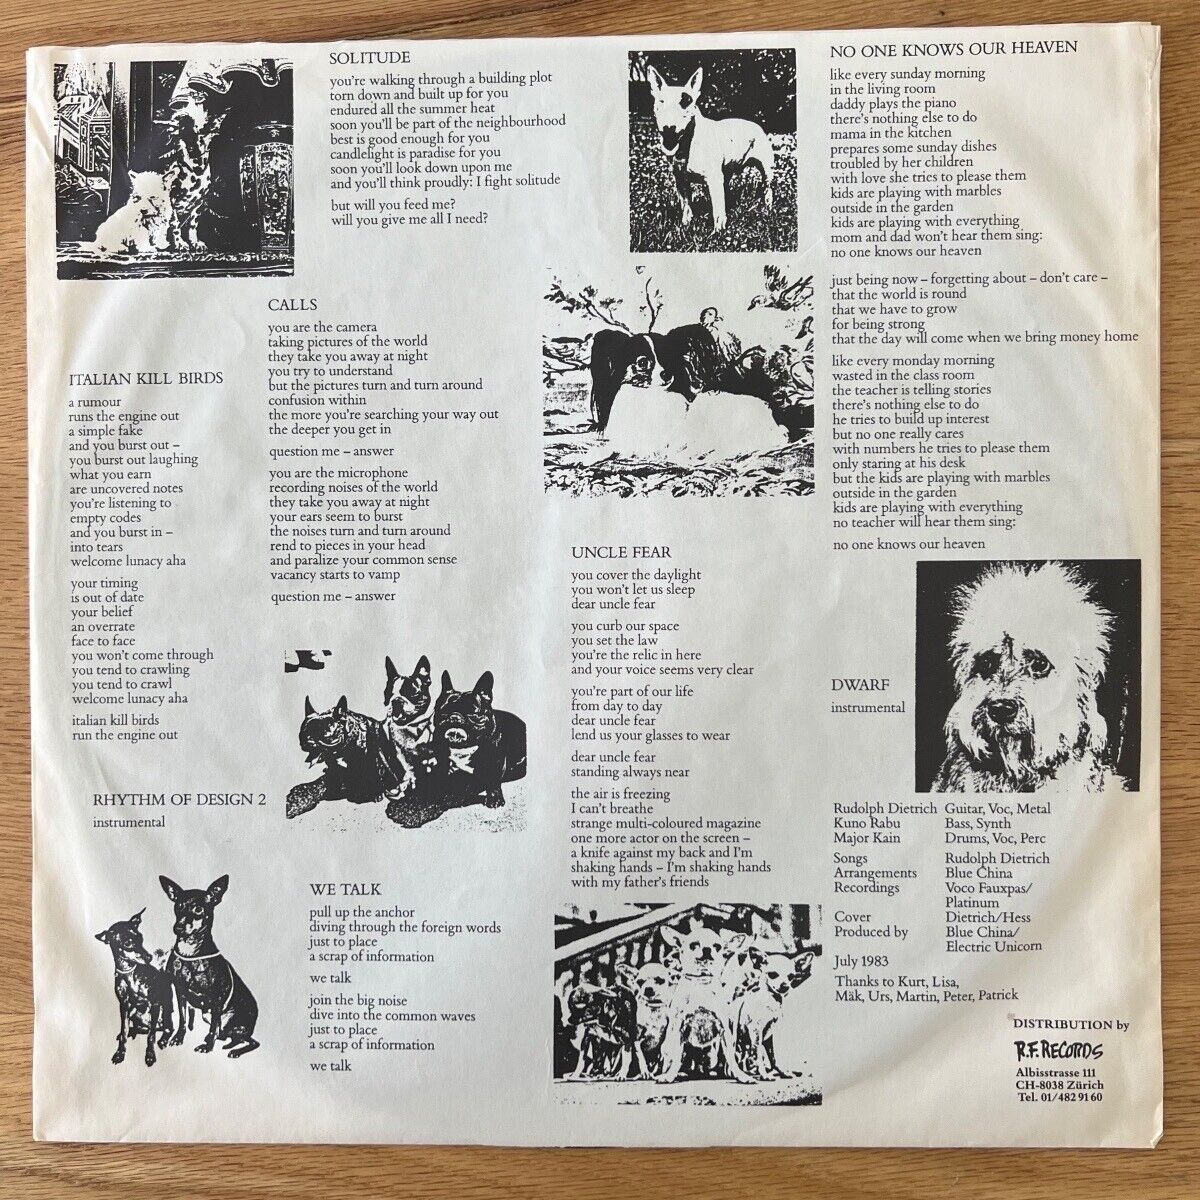 SOLITUDE
you're walking through a building plot
torn down and built up for you
endured all the summer heat
soon you'll be part of the neighbourhood
best is good enough for you
candlelight is paradise for you
soon you'll look down upon me
and you'll think proudly: I fight solitude
but will you feed me?
will you give me all I need?
CALLS
you are the camera
taking pictures of the world
they take you away at night
you try to understand
but the pictures turn and turn around
confusion within
the more you're searching your way out
the deeper you get in
question me – answer
you are the microphone
recording noises of the world
they take you away at night
your ears seem to burst
the noises turn and turn around
rend to pieces in your head
and paralize your common sense
vacancy starts to vamp
question me – answer
ITALIAN KILL BIRDS
a rumour
runs the engine out
a simple fake
and you burst out –
you burst out laughing
what you earn
are uncovered notes
you're listening to
empty codes
and you burst in –
into tears
welcome lunacy aha
your timing
is out of date
your belief
an overrate
face to face
you won't come through
you tend to crawling
you tend to crawl
welcome lunacy aha
italian kill birds
run the engine out
RHYTHM OF DESIGN 2
instrumental
WE TALK
pull up the anchor
diving through the foreign words
just to place
a scrap of information
we talk
join the big noise
dive into the common waves
just to place
a scrap of information
we talk
UNCLE FEAR
you cover the daylight
you won't let us sleep
dear uncle fear
you curb our space
you set the law
you're the relic in here
and your voice seems very clear
you're part of our life
from day to day
dear uncle fear
lend us your glasses to wear
dear uncle fear
standing always near
the air is freezing
I can't breathe
strange multi-coloured magazine
one more actor on the screen –
a knife against my back and I'm
shaking hands – I'm shaking hands
with my father's friends
NO ONE KNOWS OUR HEAVEN
like every sunday morning
in the living room
daddy plays the piano
there's nothing else to do
mama in the kitchen
prepares some sunday dishes
troubled by her children
with love she tries to please them
kids are playing with marbles
outside in the garden
kids are playing with everything
mom and dad won't hear them sing:
no one knows our heaven
just being now – forgetting about – don't care –
that the world is round
that we have to grow
for being strong
that the day will come when we bring money home
like every monday morning
wasted in the class room
the teacher is telling stories
there's nothing else to do
he tries to build up interest
but no one really cares
with numbers he tries to please them
only staring at his desk
but the kids are playing with marbles
outside in the garden
kids are playing with everything
no teacher will hear them sing:
no one knows our heaven
DWARF
instrumental
Rudolph Dietrich Guitar, Voc, Metal
Kuno Rabu Bass, Synth
Major Kain Drums, Voc, Perc
Songs Rudolph Dietrich
Arrangements Blue China
Recordings Voco Fauxpas/
Platinum
Cover Dietrich/Hess
Produced by Blue China/
Electric Unicorn
July 1983
Thanks to Kurt, Lisa,
Mäk, Urs, Martin, Peter, Patrick
DISTRIBUTION by
R.F. RECORDS
Albisstrasse 111
CH-8038 Zürich
Tel. 01/482 91 60